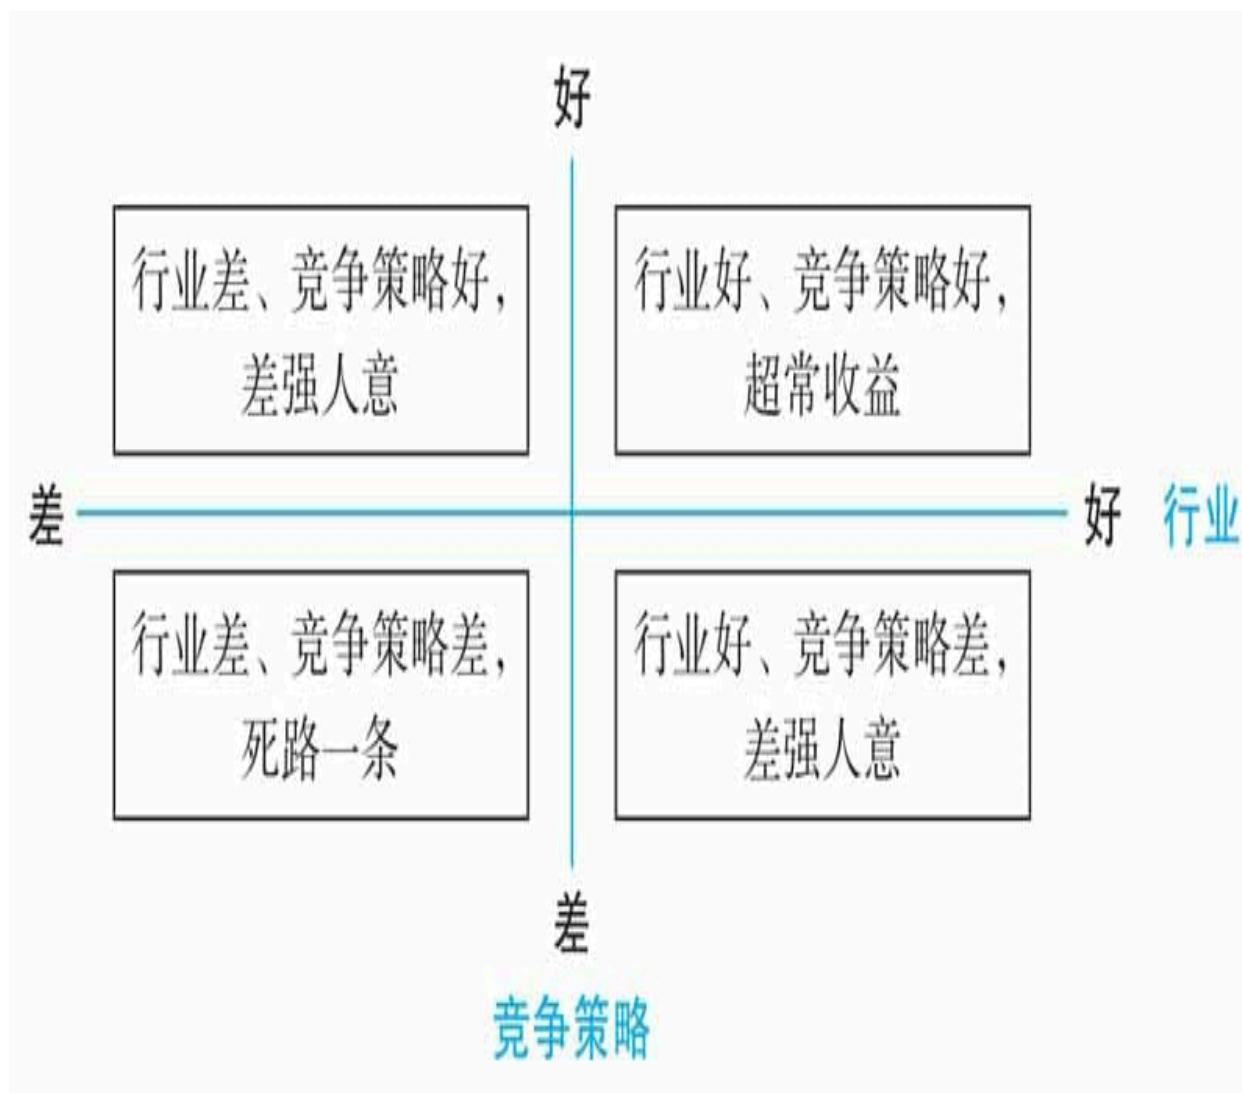 好
行业差、竞争策略好，
差强人意
行业好、竞争策略好，
超常收益
差
好
行业
行业差、竞争策略差，
死路一条
行业好、竞争策略差，
差强人意
差
竞争策略